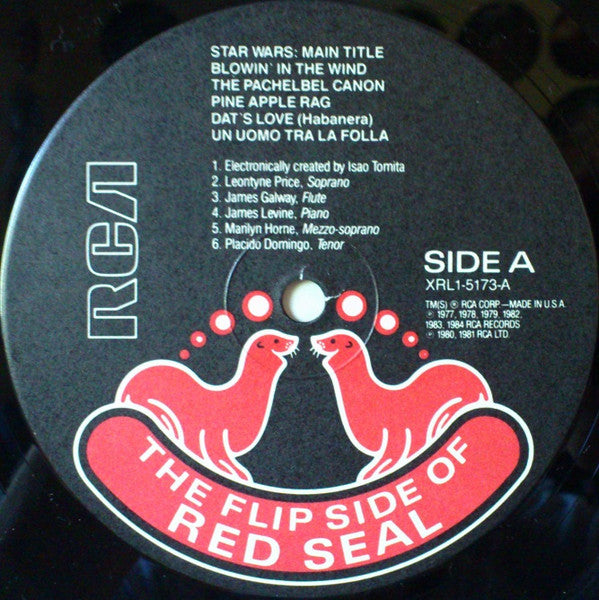 STAR WARS: MAIN TITLE
BLOWIN' IN THE WIND
THE PACHELBEL CANON
PINE APPLE RAG
DAT'S LOVE (Habanera)
UN UOMO TRA LA FOLLA
1. Electronically created by Isao Tomita
2. Leontyne Price, Soprano
3. James Galway, Flute
4. James Levine, Piano
5. Marilyn Horne, Mezzo-soprano
6. Placido Domingo, Tenor
RCA
SIDE A
XRL1-5173-A
TM(S) ® RCA CORP.—MADE IN U.S.A.
℗ 1977, 1978, 1979, 1982,
1983, 1984 RCA RECORDS
℗ 1980, 1981 RCA LTD.
THE FLIP SIDE OF
RED SEAL